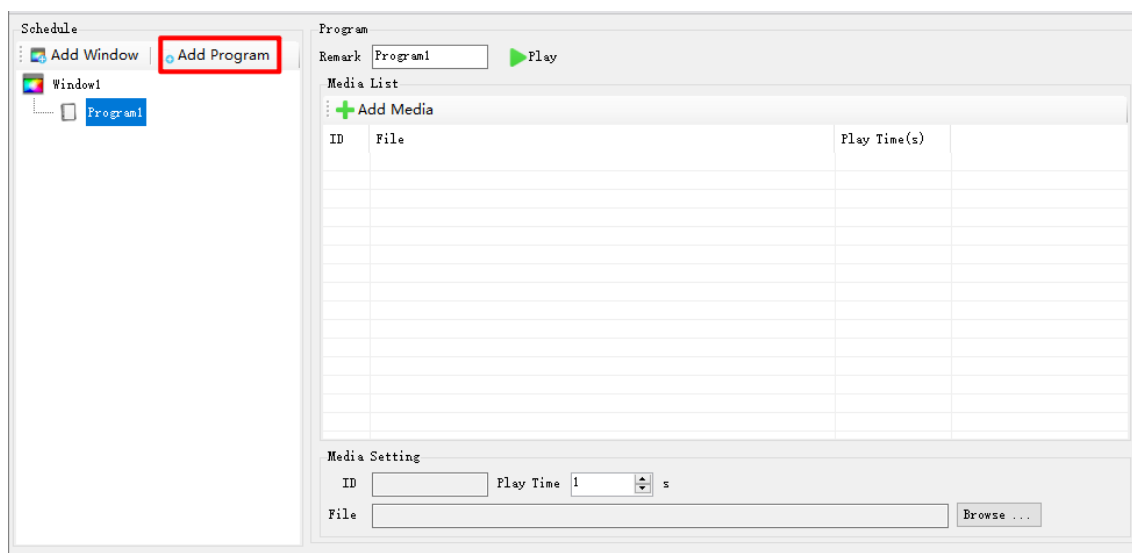 Schedule
Add Window
Add Program
Window1
Program1
Program
Remark Program1 Play
Media List
Add Media
ID File Play Time(s)
Media Setting
ID Play Time 1 s
File Browse ...